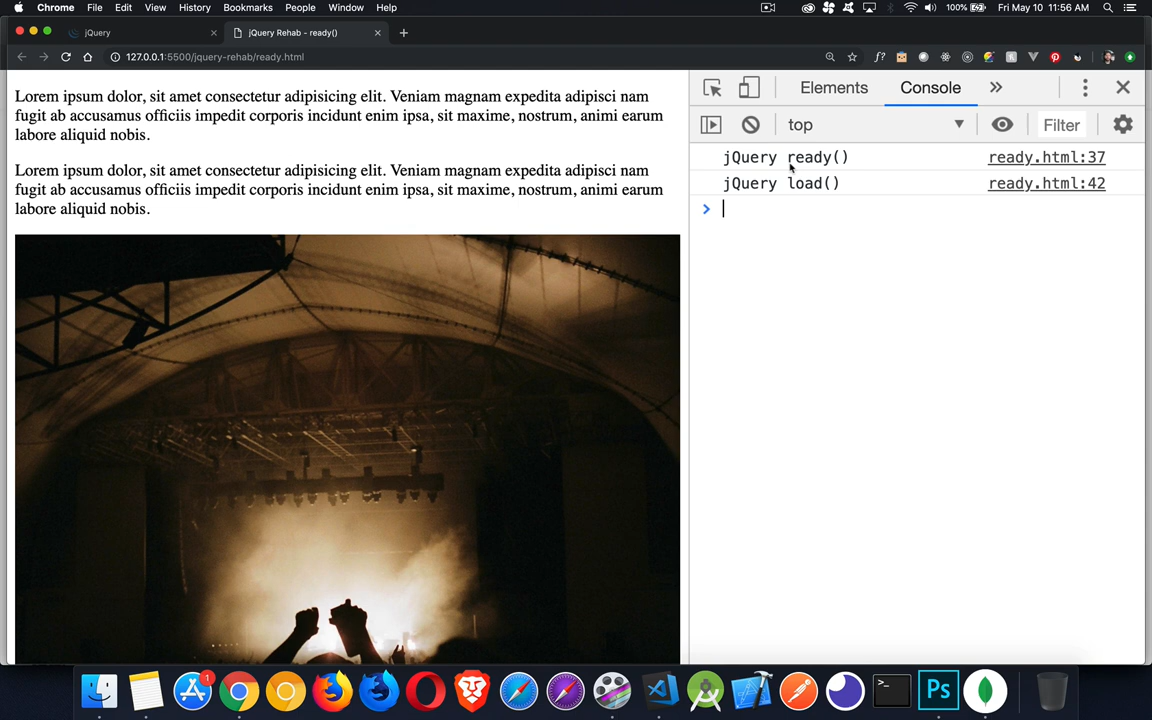 Chrome File Edit View History Bookmarks People Window Help 100% Fri May 10 11:56 AM
jQuery
jQuery Rehab - ready()
127.0.0.1:5500/jquery-rehab/ready.html
f?
Lorem ipsum dolor, sit amet consectetur adipisicing elit. Veniam magnam expedita adipisci nam
fugit ab accusamus officiis impedit corporis incidunt enim ipsa, sit maxime, nostrum, animi earum
labore aliquid nobis.
Lorem ipsum dolor, sit amet consectetur adipisicing elit. Veniam magnam expedita adipisci nam
fugit ab accusamus officiis impedit corporis incidunt enim ipsa, sit maxime, nostrum, animi earum
labore aliquid nobis.
Elements Console
top Filter
jQuery ready() ready.html:37
jQuery load() ready.html:42
1
Ps